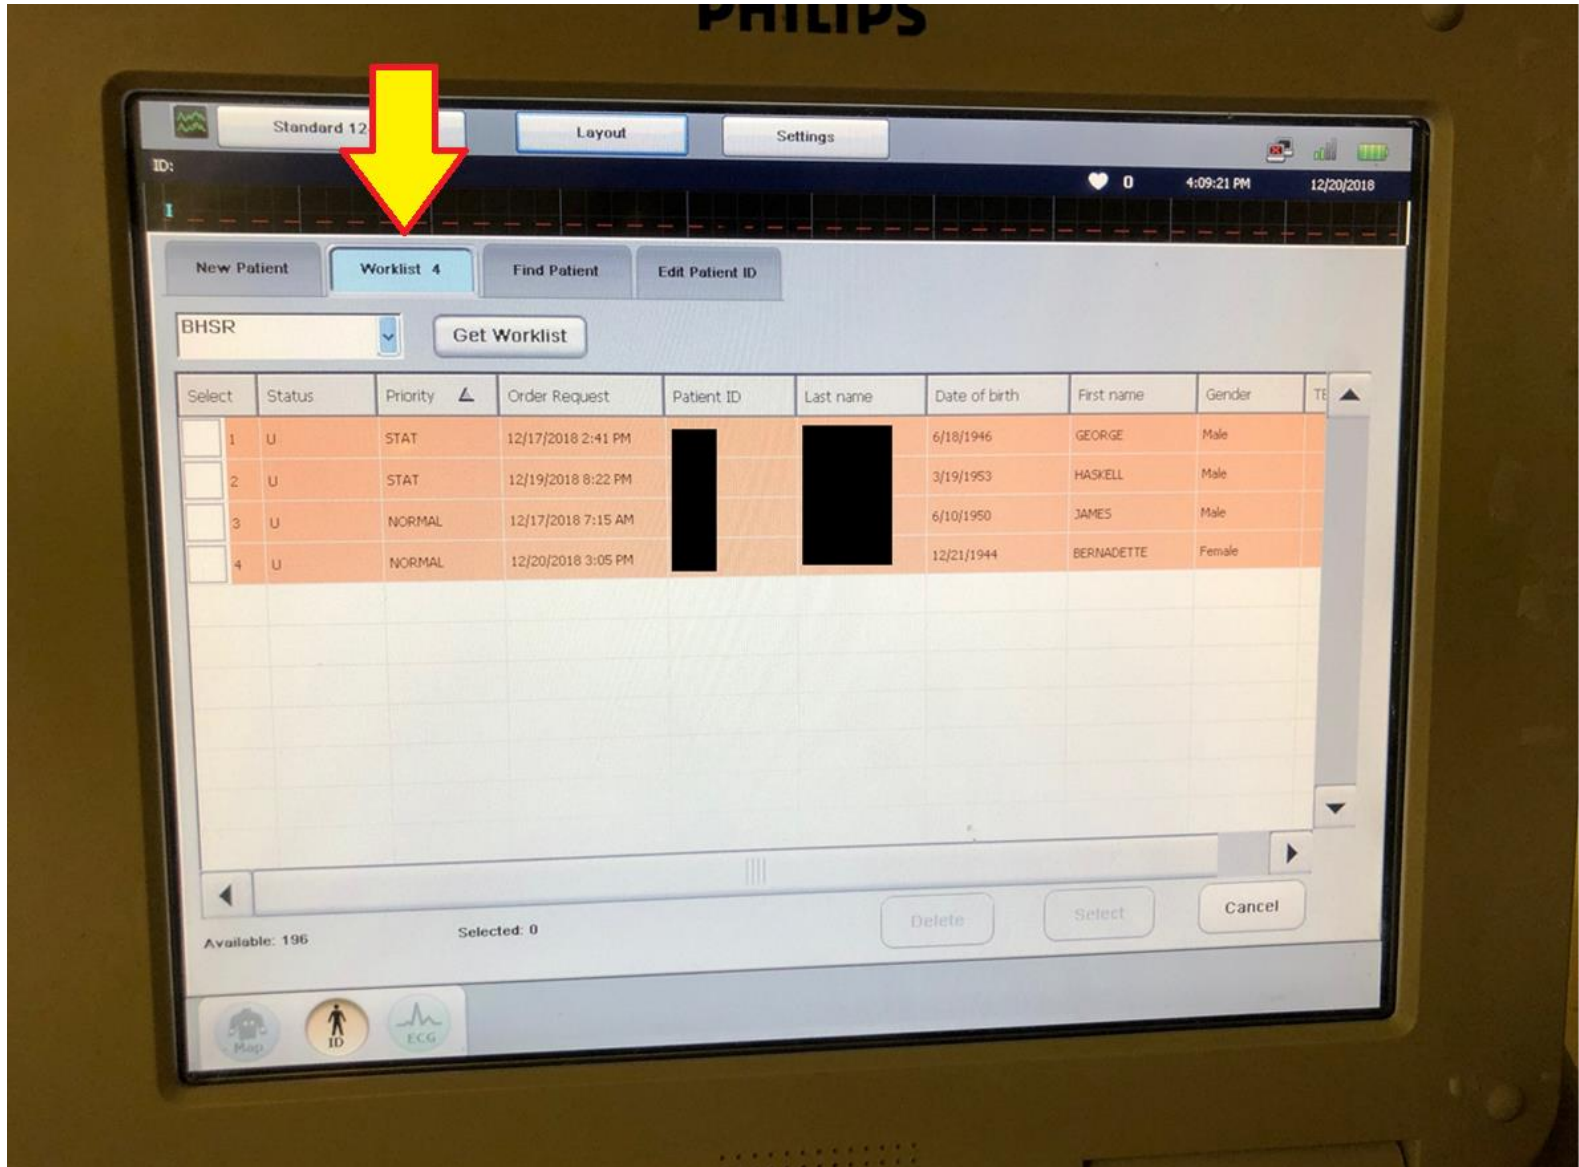 PHILIPS
Standard 12
Layout
Settings
ID:
0
4:09:21 PM
12/20/2018
I
New Patient
Worklist 4
Find Patient
Edit Patient ID
BHSR
Get Worklist
Select Status Priority Order Request Patient ID Last name Date of birth First name Gender
1 U STAT 12/17/2018 2:41 PM 6/18/1946 GEORGE Male
2 U STAT 12/19/2018 8:22 PM 3/19/1953 HASKELL Male
3 U NORMAL 12/17/2018 7:15 AM 6/10/1950 JAMES Male
4 U NORMAL 12/20/2018 3:05 PM 12/21/1944 BERNADETTE Female
Delete
Select
Cancel
Available: 196
Selected: 0
Map
ID
ECG